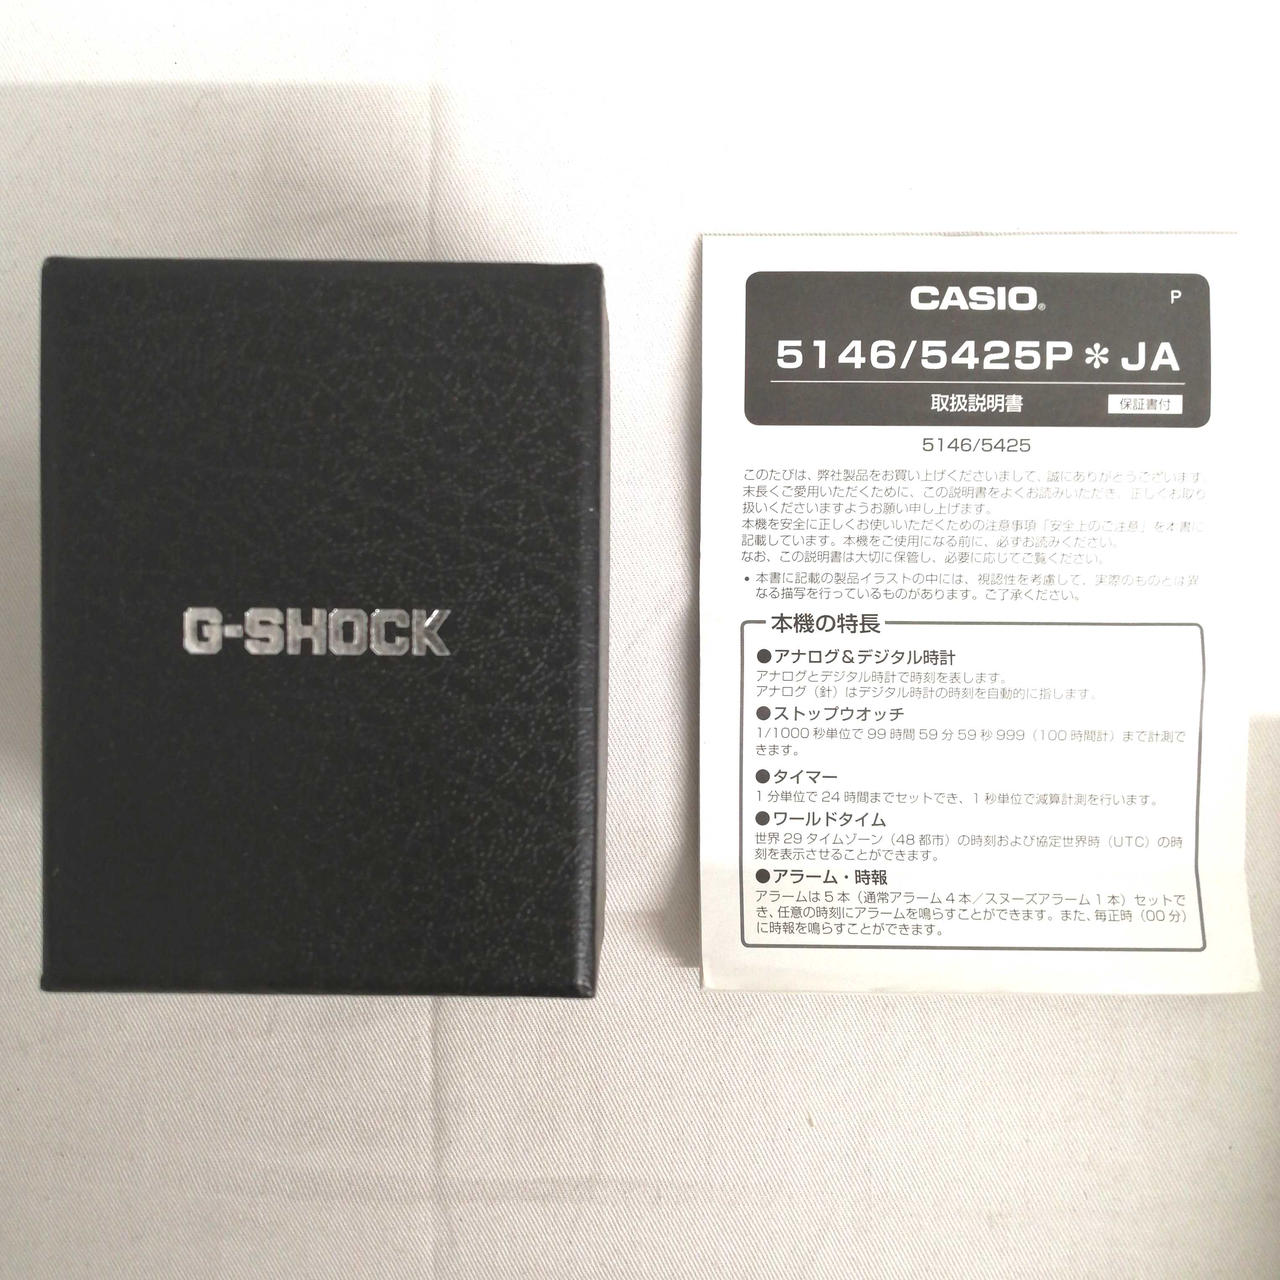 G-SHOCK
CASIO®
P
5146/5425P＊JA
取扱説明書
保証書付
5146/5425
このたびは、弊社製品をお買い上げくださいまして、誠にありがとうございます。
末長くご愛用いただくために、この説明書をよくお読みいただき、正しくお取り
扱いくださいますようお願い申し上げます。
本機を安全に正しくお使いいただくための注意事項「安全上のご注意」を本書に
記載しています。本機をご使用になる前に、必ずお読みください。
なお、この説明書は大切に保管し、必要に応じてご覧ください。
• 本書に記載の製品イラストの中には、視認性を考慮して、実際のものとは異
なる描写を行っているものがあります。ご了承ください。
本機の特長
●アナログ＆デジタル時計
アナログとデジタル時計で時刻を表します。
アナログ（針）はデジタル時計の時刻を自動的に指します。
●ストップウオッチ
1/1000 秒単位で 99 時間 59 分 59 秒 999（100 時間計）まで計測で
きます。
●タイマー
1 分単位で 24 時間までセットでき、1 秒単位で減算計測を行います。
●ワールドタイム
世界 29 タイムゾーン（48 都市）の時刻および協定世界時（UTC）の時
刻を表示させることができます。
●アラーム・時報
アラームは 5 本（通常アラーム 4 本／スヌーズアラーム 1 本）セットで
き、任意の時刻にアラームを鳴らすことができます。また、毎正時（00 分）
に時報を鳴らすことができます。